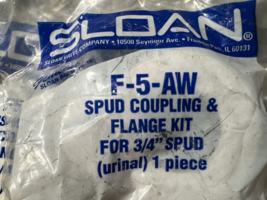 SLOAN
SLOAN VALVE COMPANY • 10500 Seymour Ave. • Franklin Park, IL 60131
F-5-AW
SPUD COUPLING &
FLANGE KIT
FOR 3/4" SPUD
(urinal) 1 piece